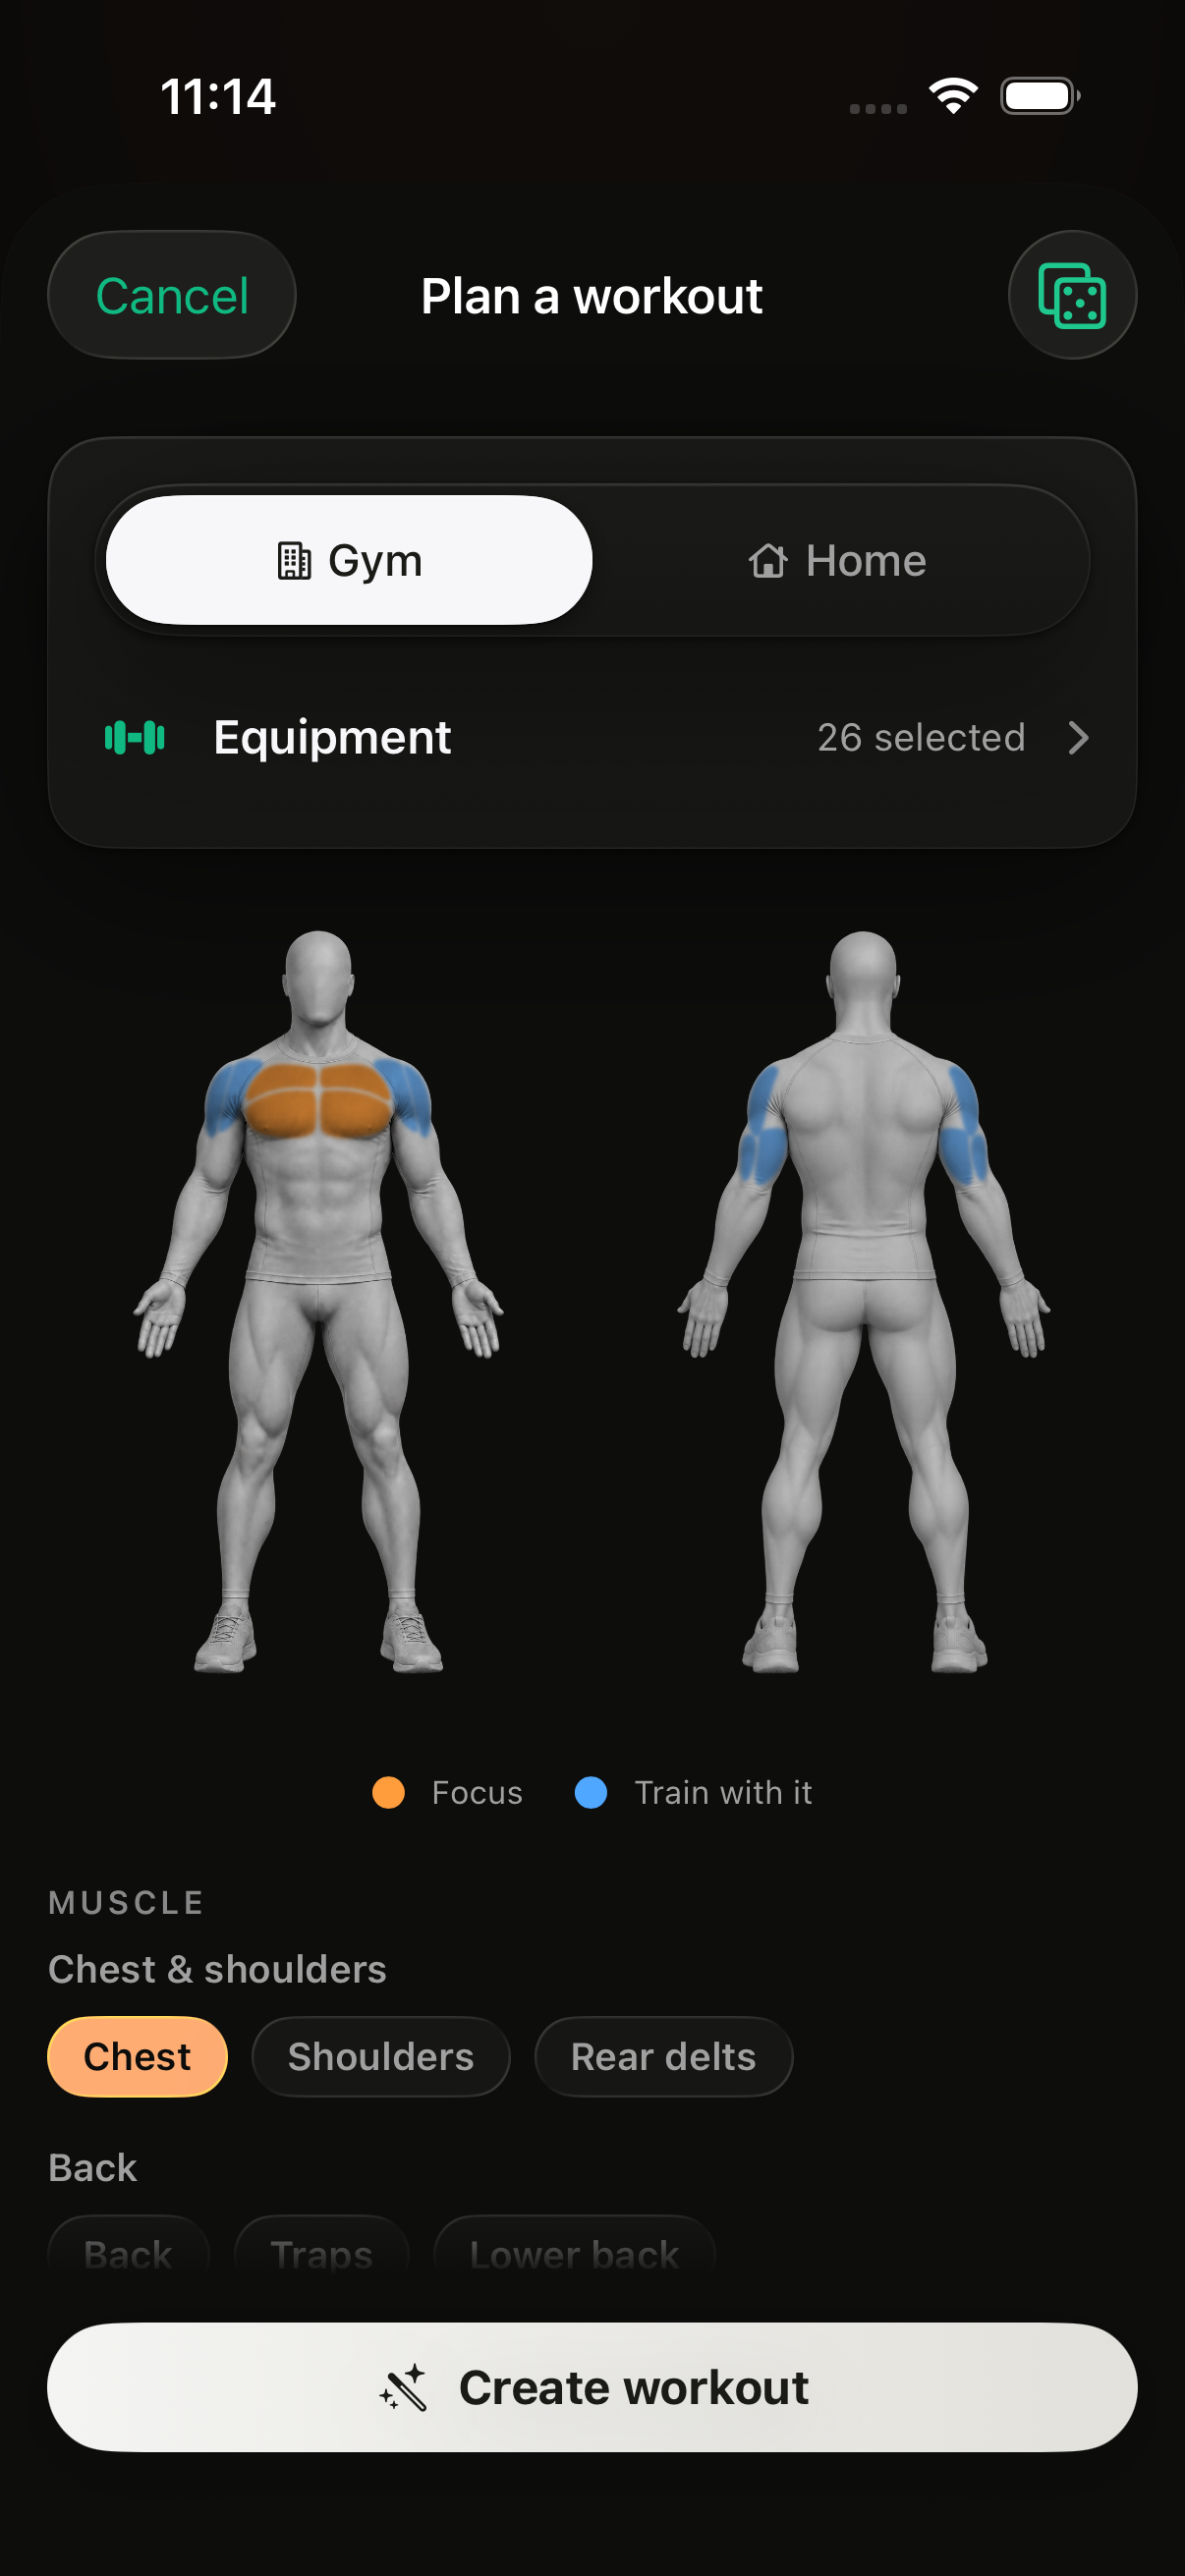 11:14
Cancel
Plan a workout
Gym
Home
Equipment
26 selected
Focus
Train with it
MUSCLE
Chest & shoulders
Chest
Shoulders
Rear delts
Back
Back
Traps
Lower back
Create workout